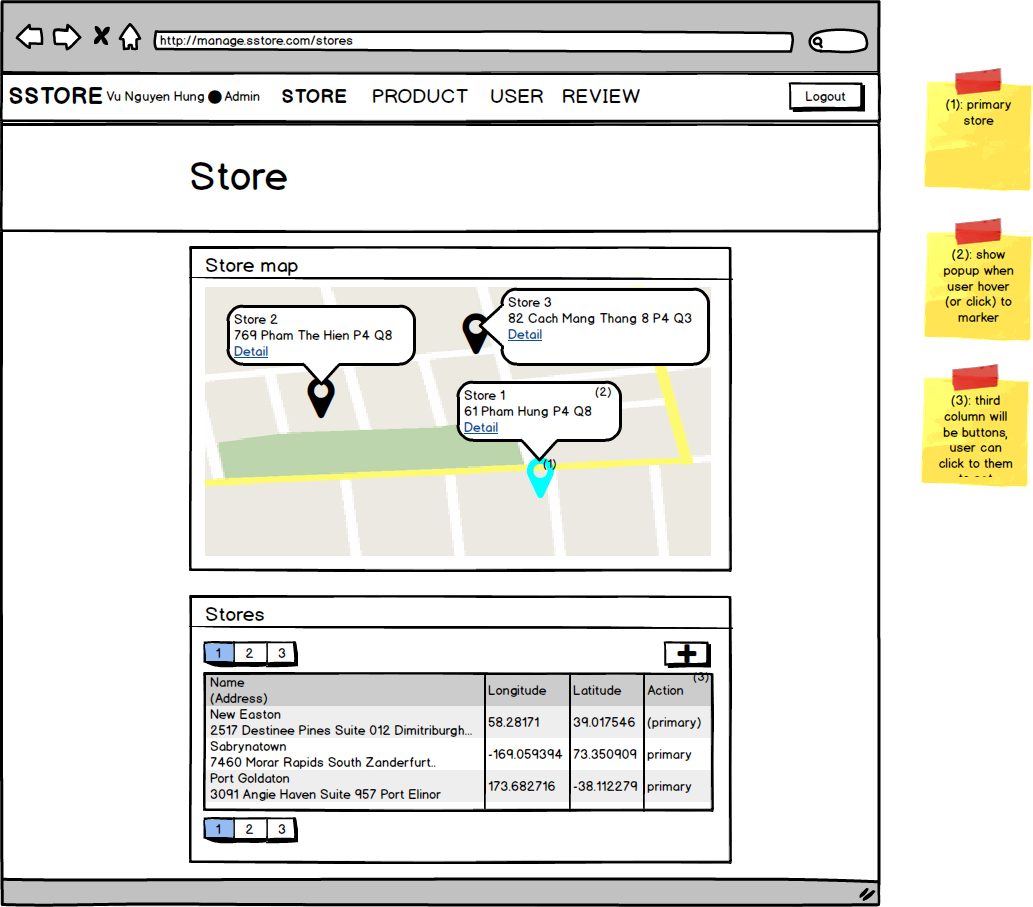 http://manage.sstore.com/stores
SSTORE Vu Nguyen Hung Admin STORE PRODUCT USER REVIEW Logout
Store
Store map
Store 2
769 Pham The Hien P4 Q8
Detail
Store 3
82 Cach Mang Thang 8 P4 Q3
Detail
Store 1 (2)
61 Pham Hung P4 Q8
Detail
(1)
Stores
1 2 3
(3)
Name
(Address)
Longitude Latitude Action
New Easton
2517 Destinee Pines Suite 012 Dimitriburgh...
58.28171 39.017546 (primary)
Sabrynatown
7460 Morar Rapids South Zanderfurt..
-169.059394 73.350909 primary
Port Goldaton
3091 Angie Haven Suite 957 Port Elinor
173.682716 -38.112279 primary
1 2 3
(1): primary
store
(2): show
popup when
user hover
(or click) to
marker
(3): third
column will
be buttons,
user can
click to them